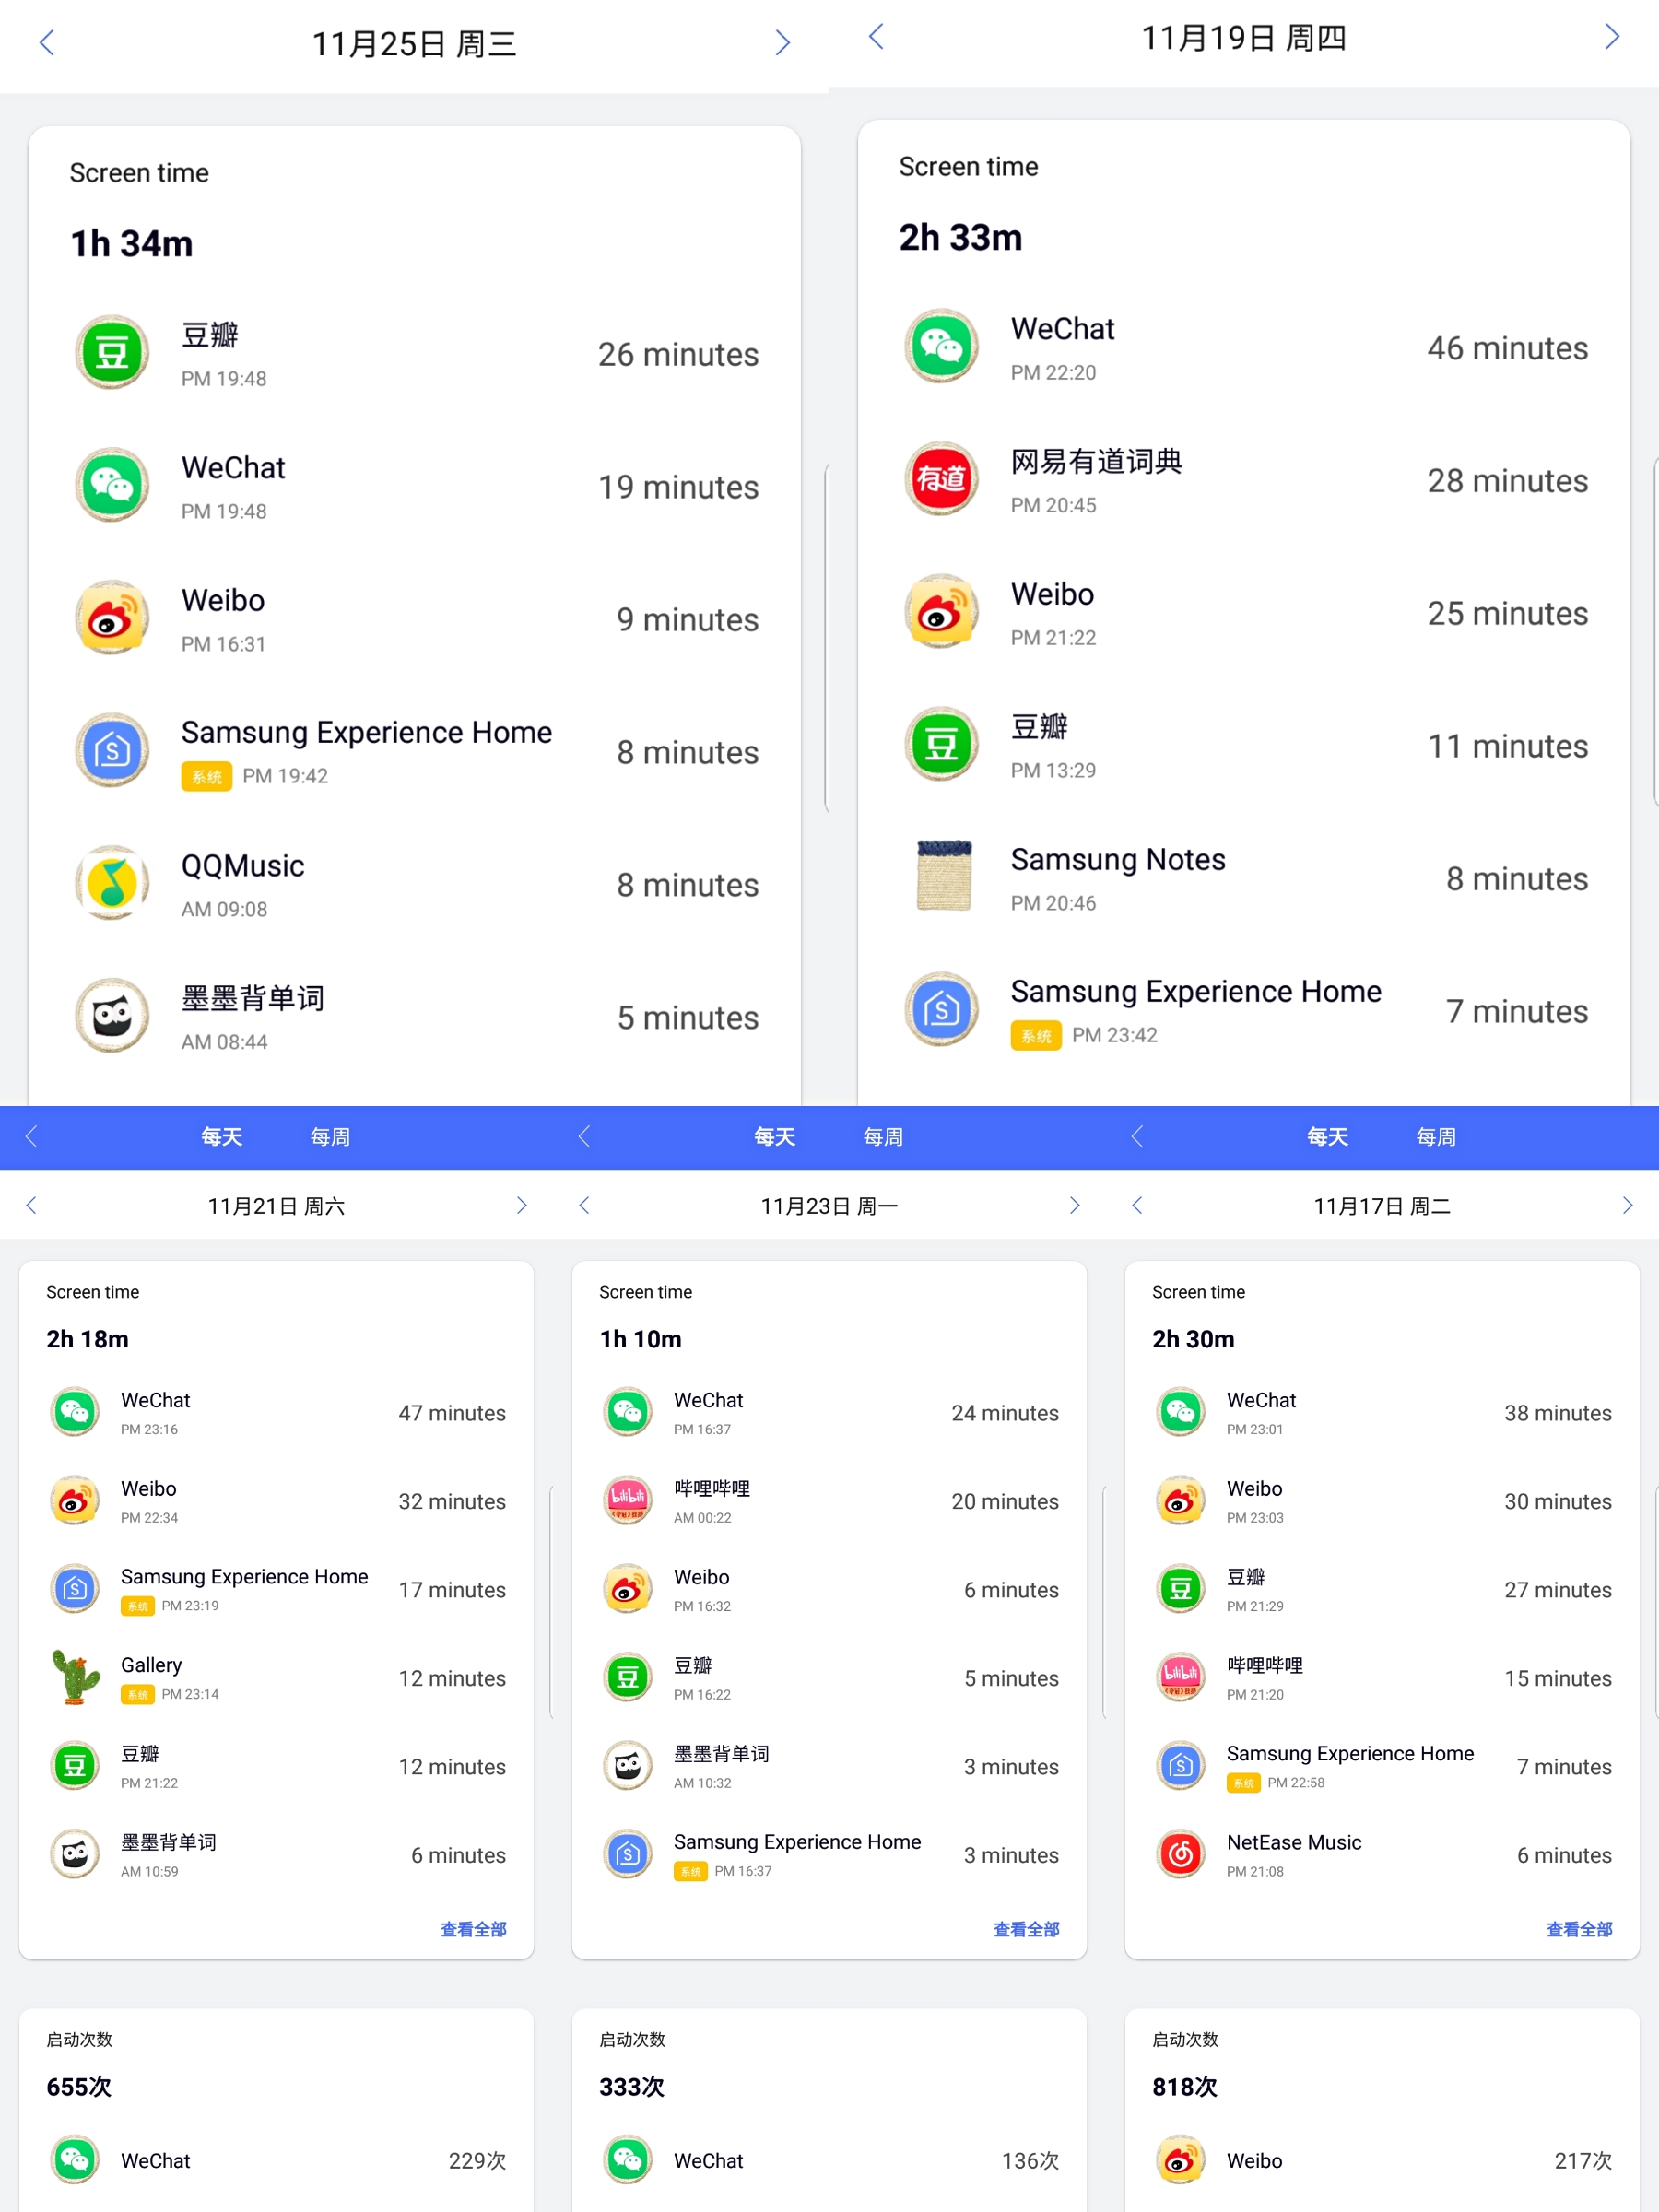 11月25日 周三
Screen time
1h 34m
豆
豆瓣
26 minutes
PM 19:48
WeChat
19 minutes
PM 19:48
Weibo
9 minutes
PM 16:31
Samsung Experience Home
8 minutes
系统 PM 19:42
QQMusic
8 minutes
AM 09:08
墨墨背单词
5 minutes
AM 08:44
11月19日 周四
Screen time
2h 33m
WeChat
46 minutes
PM 22:20
有道
网易有道词典
28 minutes
PM 20:45
Weibo
25 minutes
PM 21:22
豆
豆瓣
11 minutes
PM 13:29
Samsung Notes
8 minutes
PM 20:46
Samsung Experience Home
7 minutes
系统 PM 23:42
每天 每周
11月21日 周六
Screen time
2h 18m
WeChat
47 minutes
PM 23:16
Weibo
32 minutes
PM 22:34
Samsung Experience Home
17 minutes
系统 PM 23:19
Gallery
12 minutes
系统 PM 23:14
豆
豆瓣
12 minutes
PM 21:22
墨墨背单词
6 minutes
AM 10:59
查看全部
启动次数
655次
WeChat
229次
每天 每周
11月23日 周一
Screen time
1h 10m
WeChat
24 minutes
PM 16:37
bilibili
哔哩哔哩
20 minutes
AM 00:22
Weibo
6 minutes
PM 16:32
豆
豆瓣
5 minutes
PM 16:22
墨墨背单词
3 minutes
AM 10:32
Samsung Experience Home
3 minutes
系统 PM 16:37
查看全部
启动次数
333次
WeChat
136次
每天 每周
11月17日 周二
Screen time
2h 30m
WeChat
38 minutes
PM 23:01
Weibo
30 minutes
PM 23:03
豆
豆瓣
27 minutes
PM 21:29
bilibili
哔哩哔哩
15 minutes
PM 21:20
Samsung Experience Home
7 minutes
系统 PM 22:58
NetEase Music
6 minutes
PM 21:08
查看全部
启动次数
818次
Weibo
217次